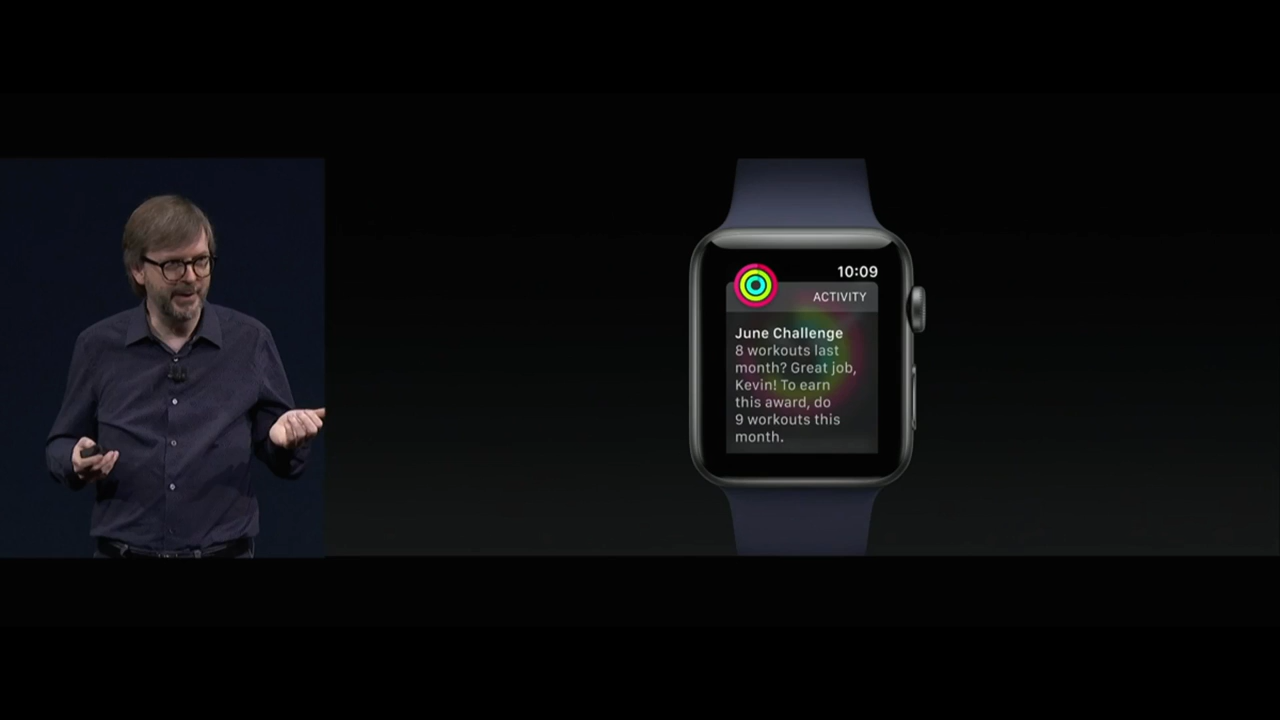 10:09
ACTIVITY
June Challenge
8 workouts last
month? Great job,
Kevin! To earn
this award, do
9 workouts this
month.